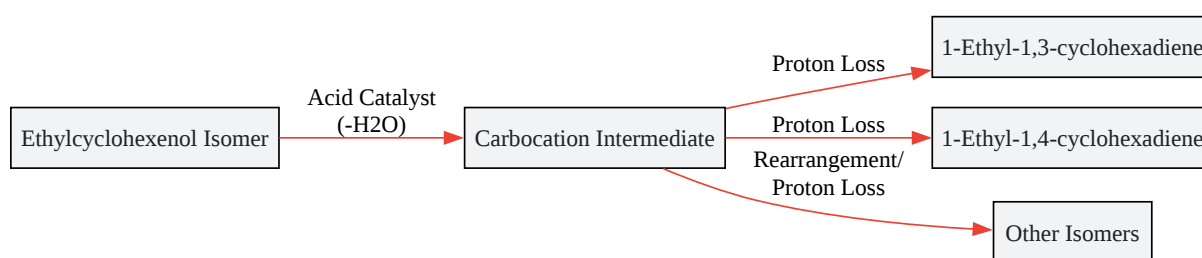 Ethylcyclohexenol Isomer
Acid Catalyst
(-H2O)
Carbocation Intermediate
Proton Loss
1-Ethyl-1,3-cyclohexadiene
Proton Loss
1-Ethyl-1,4-cyclohexadiene
Rearrangement/
Proton Loss
Other Isomers